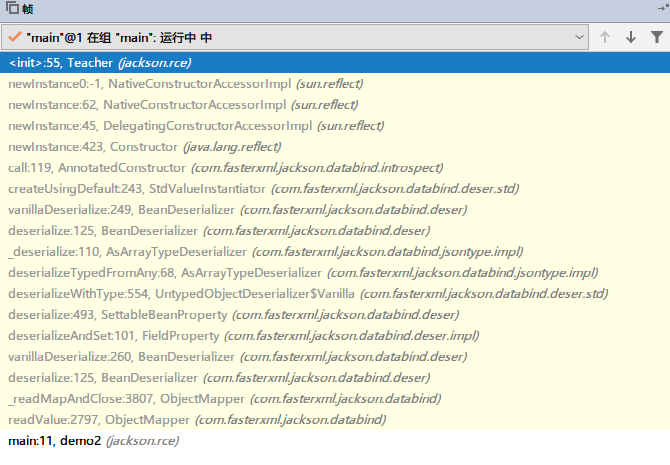 帧
"main"@1 在组 "main": 运行中 中
<init>:55, Teacher (jackson.rce)
newInstance0:-1, NativeConstructorAccessorImpl (sun.reflect)
newInstance:62, NativeConstructorAccessorImpl (sun.reflect)
newInstance:45, DelegatingConstructorAccessorImpl (sun.reflect)
newInstance:423, Constructor (java.lang.reflect)
call:119, AnnotatedConstructor (com.fasterxml.jackson.databind.introspect)
createUsingDefault:243, StdValueInstantiator (com.fasterxml.jackson.databind.deser.std)
vanillaDeserialize:249, BeanDeserializer (com.fasterxml.jackson.databind.deser)
deserialize:125, BeanDeserializer (com.fasterxml.jackson.databind.deser)
_deserialize:110, AsArrayTypeDeserializer (com.fasterxml.jackson.databind.jsontype.impl)
deserializeTypedFromAny:68, AsArrayTypeDeserializer (com.fasterxml.jackson.databind.jsontype.impl)
deserializeWithType:554, UntypedObjectDeserializer$Vanilla (com.fasterxml.jackson.databind.deser.std)
deserialize:493, SettableBeanProperty (com.fasterxml.jackson.databind.deser)
deserializeAndSet:101, FieldProperty (com.fasterxml.jackson.databind.deser.impl)
vanillaDeserialize:260, BeanDeserializer (com.fasterxml.jackson.databind.deser)
deserialize:125, BeanDeserializer (com.fasterxml.jackson.databind.deser)
_readMapAndClose:3807, ObjectMapper (com.fasterxml.jackson.databind)
readValue:2797, ObjectMapper (com.fasterxml.jackson.databind)
main:11, demo2 (jackson.rce)